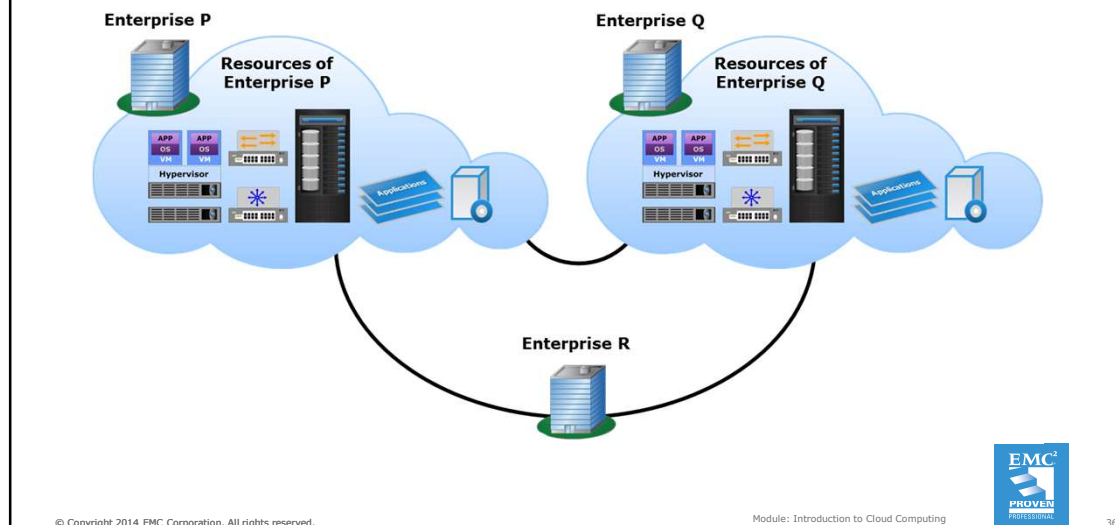 Enterprise P
Resources of
Enterprise P
APP
OS
VM
APP
OS
VM
Hypervisor
Applications
Enterprise Q
Resources of
Enterprise Q
APP
OS
VM
APP
OS
VM
Hypervisor
Applications
Enterprise R
EMC²
PROVEN
PROFESSIONAL
© Copyright 2014 EMC Corporation. All rights reserved.
Module: Introduction to Cloud Computing